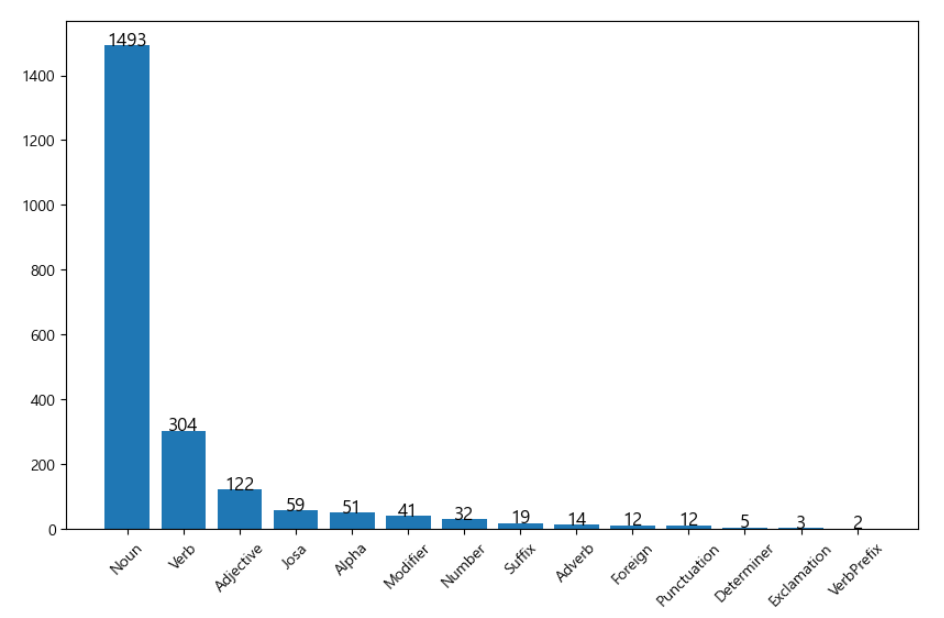 1493
1400
1200
1000
800
600
400
304
200
122
59
51
41
32
19
14
12
12
5
3
2
0
Noun
Verb
Adjective
Josa
Alpha
Modifier
Number
Suffix
Adverb
Foreign
Punctuation
Determiner
Exclamation
VerbPrefix